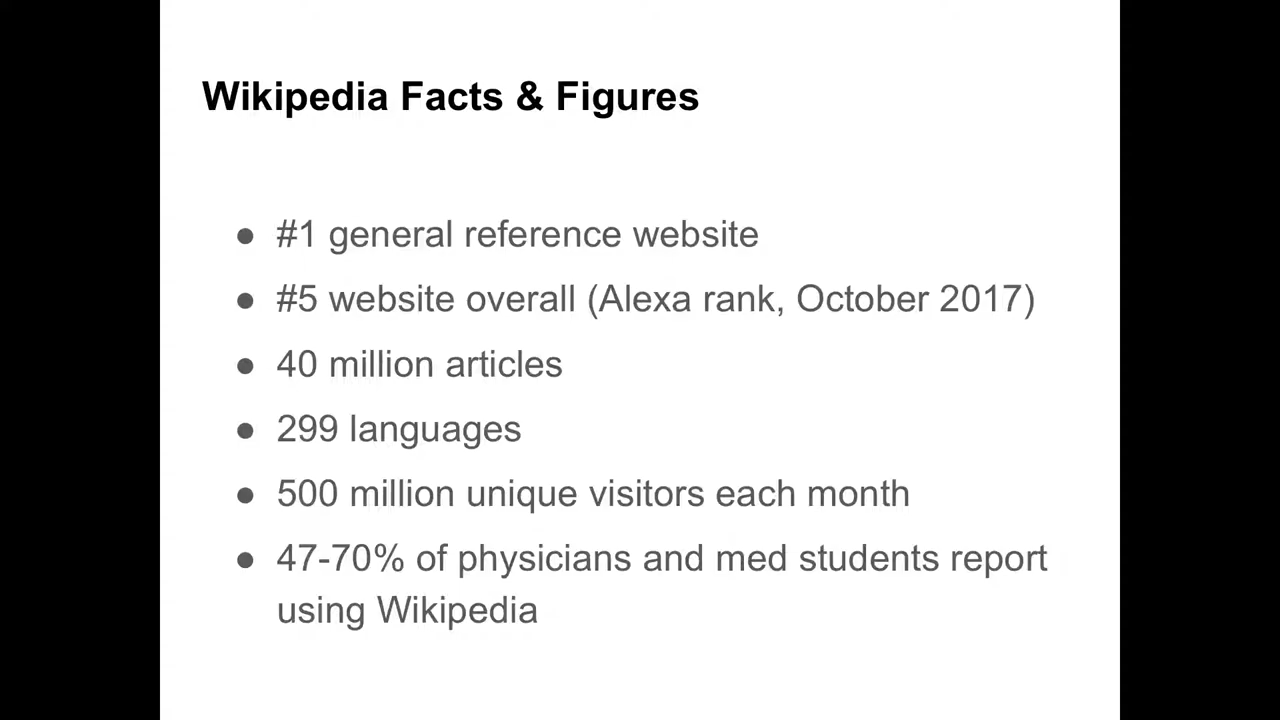 Wikipedia Facts & Figures
● #1 general reference website
● #5 website overall (Alexa rank, October 2017)
● 40 million articles
● 299 languages
● 500 million unique visitors each month
● 47-70% of physicians and med students report
using Wikipedia